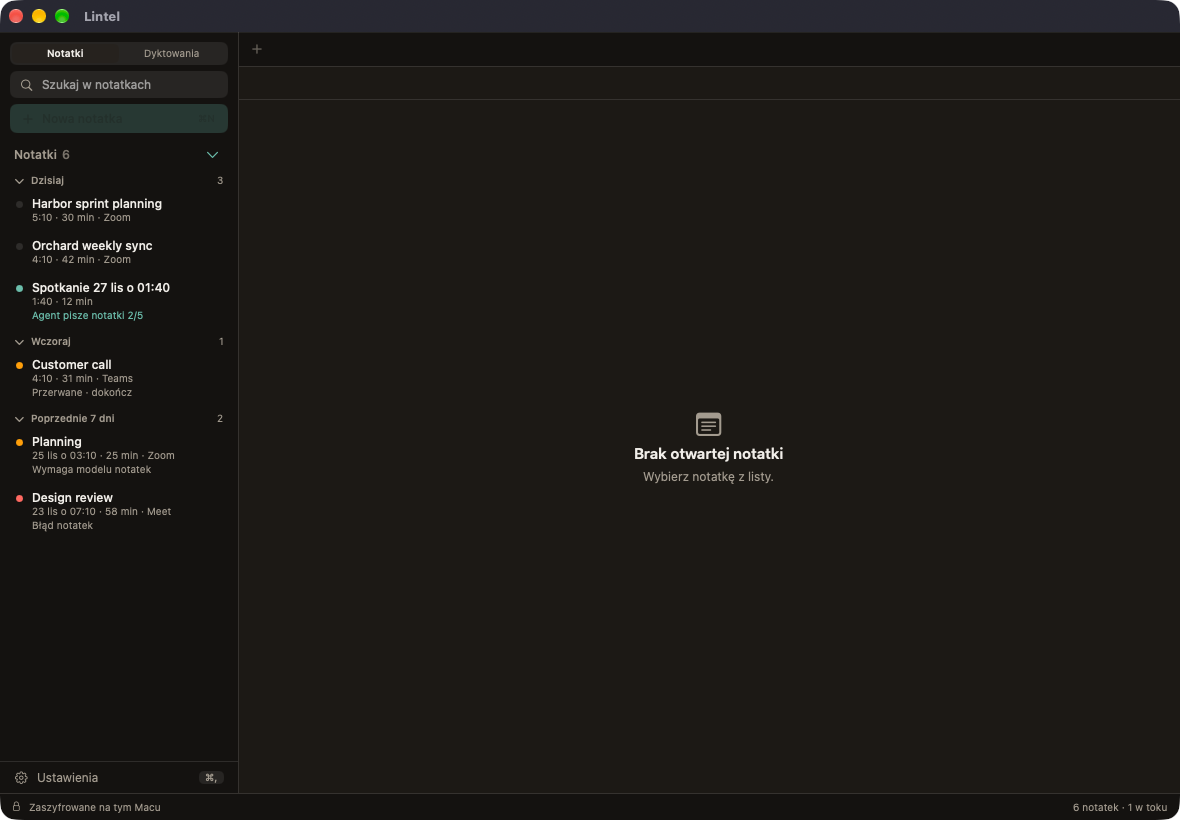 Lintel
Notatki
Dyktowania
Szukaj w notatkach
Nowa notatka
Notatki 6
Dzisiaj 3
Harbor sprint planning
5:10 · 30 min · Zoom
Orchard weekly sync
4:10 · 42 min · Zoom
Spotkanie 27 lis o 01:40
1:40 · 12 min
Agent pisze notatki 2/5
Wczoraj 1
Customer call
4:10 · 31 min · Teams
Przerwane · dokończ
Poprzednie 7 dni 2
Planning
25 lis o 03:10 · 25 min · Zoom
Wymaga modelu notatek
Design review
23 lis o 07:10 · 58 min · Meet
Błąd notatek
Brak otwartej notatki
Wybierz notatkę z listy.
Ustawienia ⌘,
Zaszyfrowane na tym Macu
6 notatek · 1 w toku